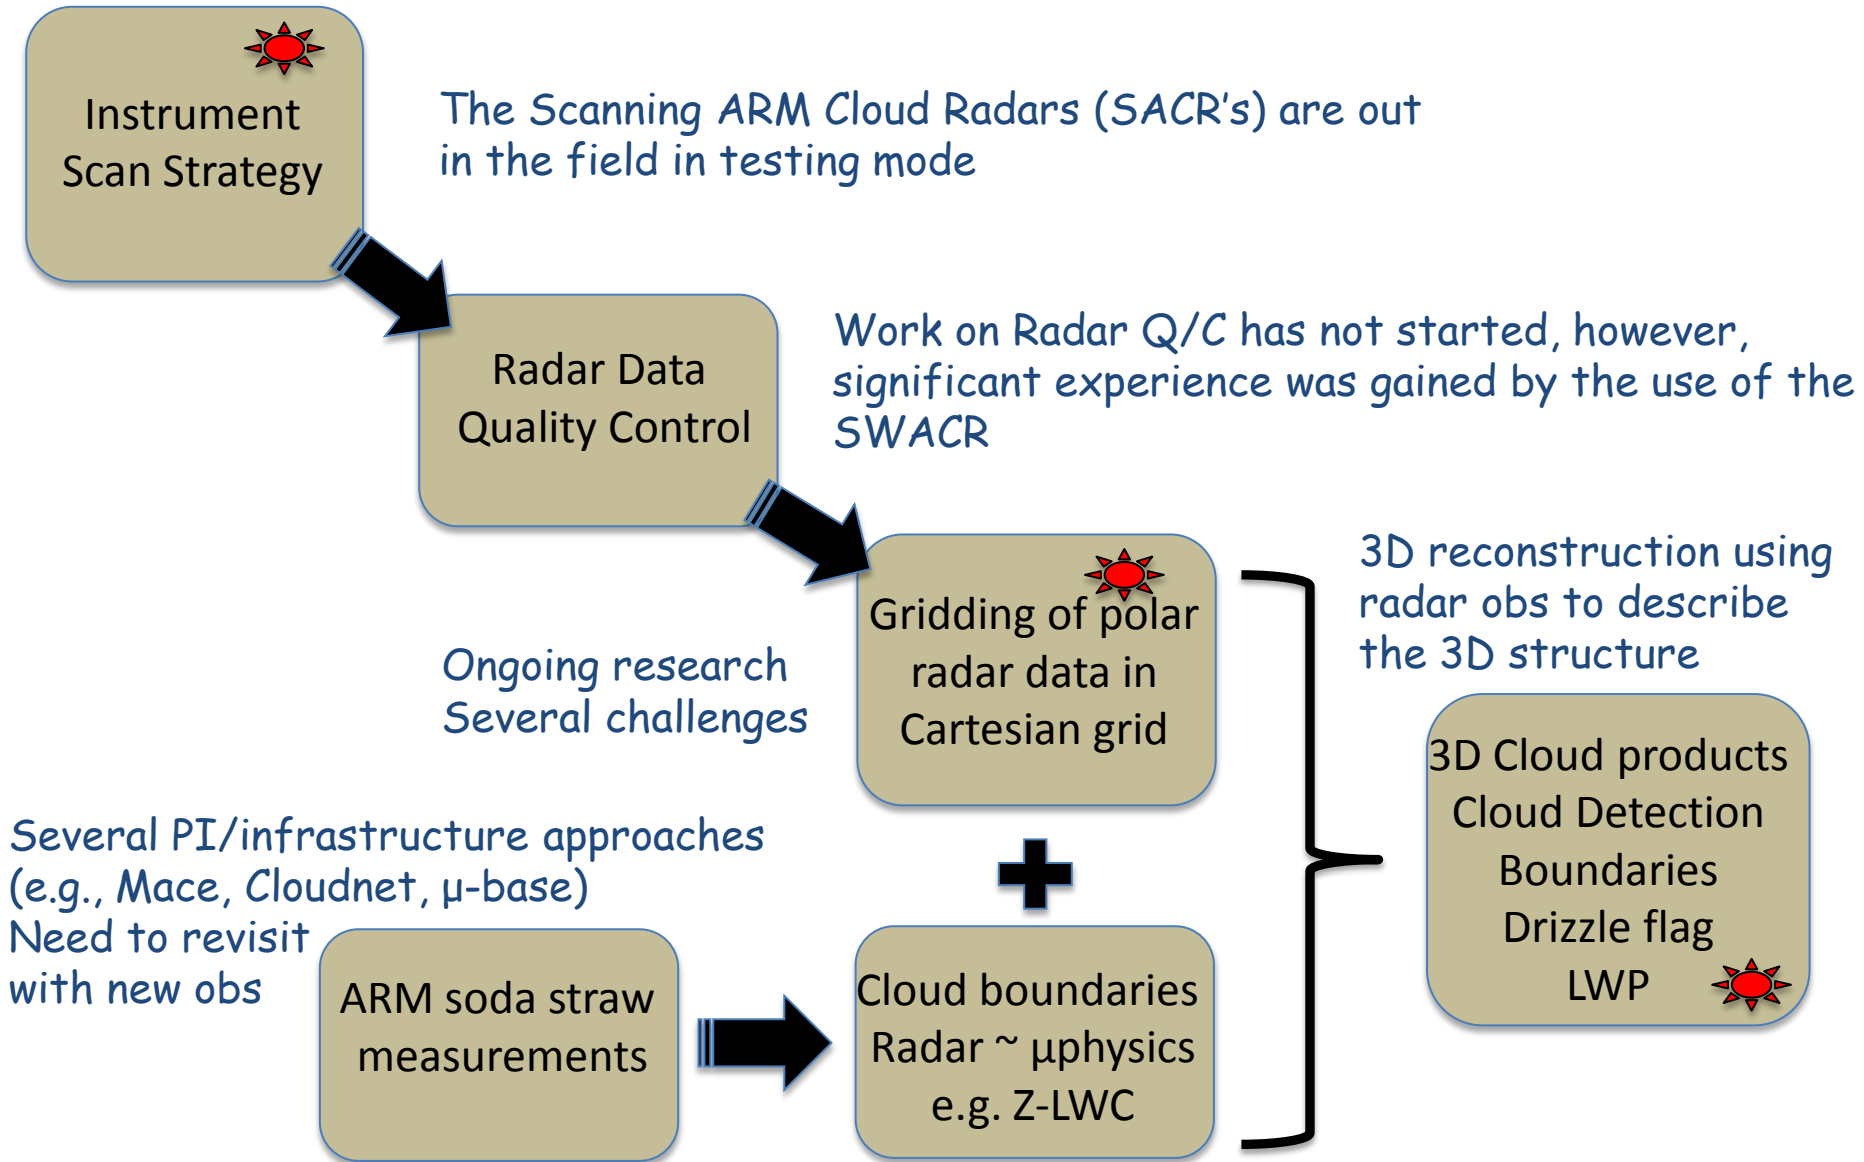 Instrument
Scan Strategy
The Scanning ARM Cloud Radars (SACR's) are out
in the field in testing mode
Radar Data
Quality Control
Work on Radar Q/C has not started, however,
significant experience was gained by the use of the
SWACR
Gridding of polar
radar data in
Cartesian grid
Ongoing research
Several challenges
3D reconstruction using
radar obs to describe
the 3D structure
3D Cloud products
Cloud Detection
Boundaries
Drizzle flag
LWP
Several PI/infrastructure approaches
(e.g., Mace, Cloudnet, μ-base)
Need to revisit
with new obs
ARM soda straw
measurements
Cloud boundaries
Radar ~ μphysics
e.g. Z-LWC